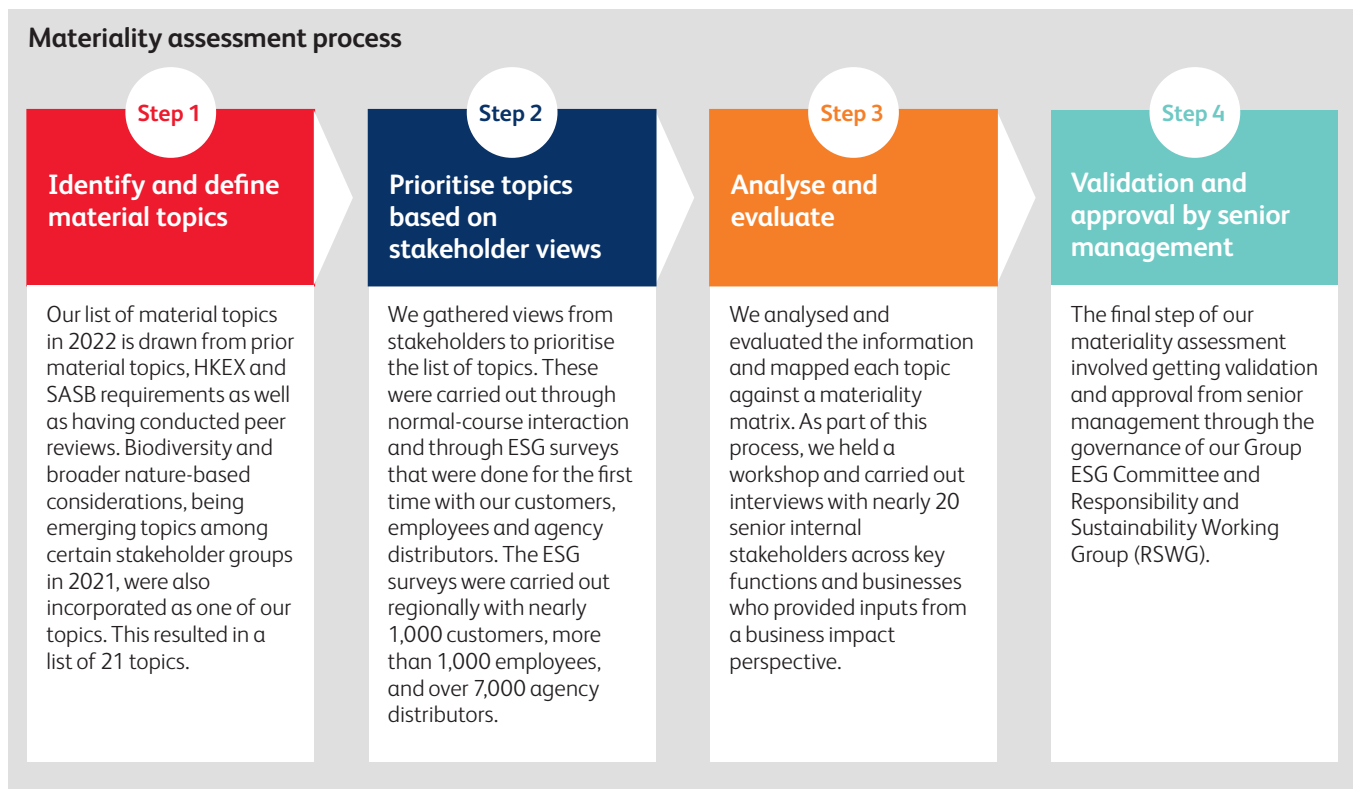 Materiality assessment process
Step 1
Identify and define
material topics
Our list of material topics
in 2022 is drawn from prior
material topics, HKEX and
SASB requirements as well
as having conducted peer
reviews. Biodiversity and
broader nature-based
considerations, being
emerging topics among
certain stakeholder groups
in 2021, were also
incorporated as one of our
topics. This resulted in a
list of 21 topics.
Step 2
Prioritise topics
based on
stakeholder views
We gathered views from
stakeholders to prioritise
the list of topics. These
were carried out through
normal-course interaction
and through ESG surveys
that were done for the first
time with our customers,
employees and agency
distributors. The ESG
surveys were carried out
regionally with nearly
1,000 customers, more
than 1,000 employees,
and over 7,000 agency
distributors.
Step 3
Analyse and
evaluate
We analysed and
evaluated the information
and mapped each topic
against a materiality
matrix. As part of this
process, we held a
workshop and carried out
interviews with nearly 20
senior internal
stakeholders across key
functions and businesses
who provided inputs from
a business impact
perspective.
Step 4
Validation and
approval by senior
management
The final step of our
materiality assessment
involved getting validation
and approval from senior
management through the
governance of our Group
ESG Committee and
Responsibility and
Sustainability Working
Group (RSWG).